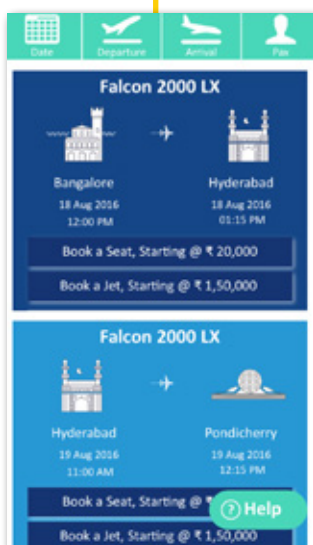 Date Departure Arrival Pax
Falcon 2000 LX
Bangalore Hyderabad
18 Aug 2016 18 Aug 2016
12:00 PM 01:15 PM
Book a Seat, Starting @ ₹ 20,000
Book a Jet, Starting @ ₹ 1,50,000
Falcon 2000 LX
Hyderabad Pondicherry
19 Aug 2016 19 Aug 2016
11:00 AM 12:15 PM
Book a Seat, Starting @ ₹
? Help
Book a Jet, Starting @ ₹ 1,50,000